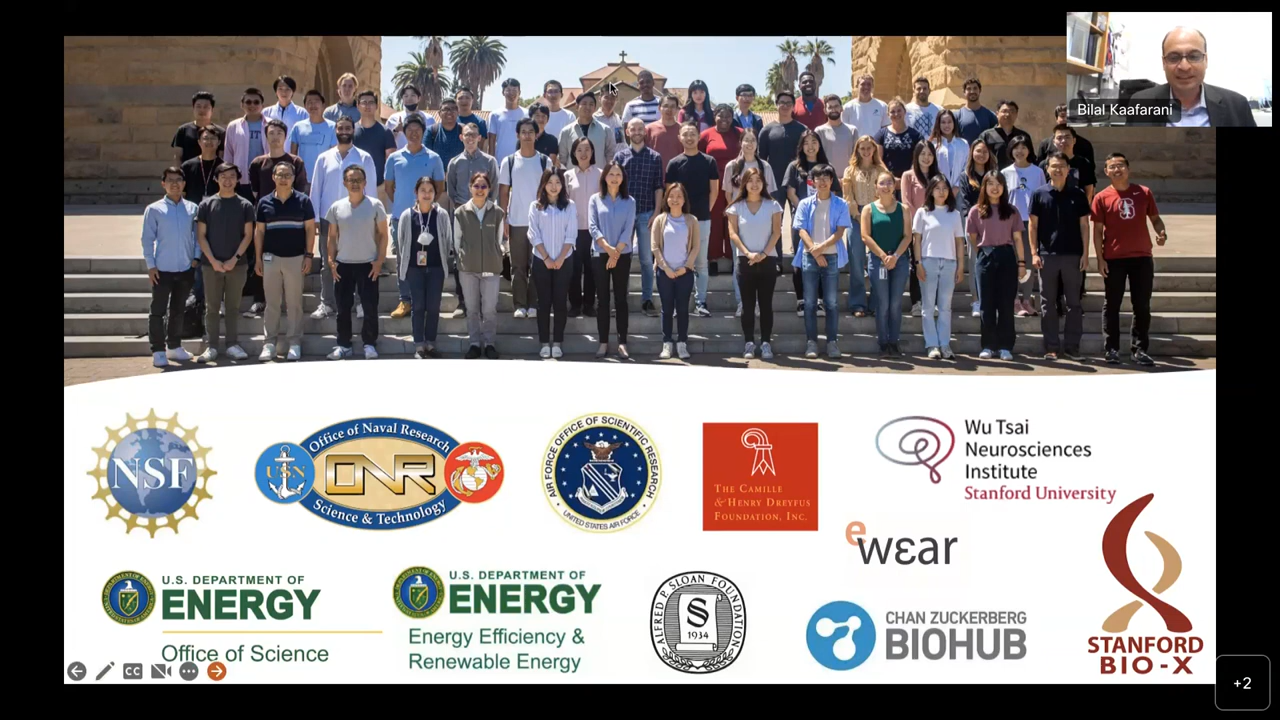 Bilal Kaafarani
NSF
Office of Naval Research
USN
ONR
Science & Technology
AIR FORCE OFFICE OF SCIENTIFIC RESEARCH
UNITED STATES AIR FORCE
THE CAMILLE
& HENRY DREYFUS
FOUNDATION, INC.
Wu Tsai
Neurosciences
Institute
Stanford University
e
wɛar
U.S. DEPARTMENT OF
ENERGY
Office of Science
U.S. DEPARTMENT OF
ENERGY
Energy Efficiency &
Renewable Energy
ALFRED P. SLOAN FOUNDATION
S
1934
CHAN ZUCKERBERG
BIOHUB
STANFORD
BIO-X
CC
+2